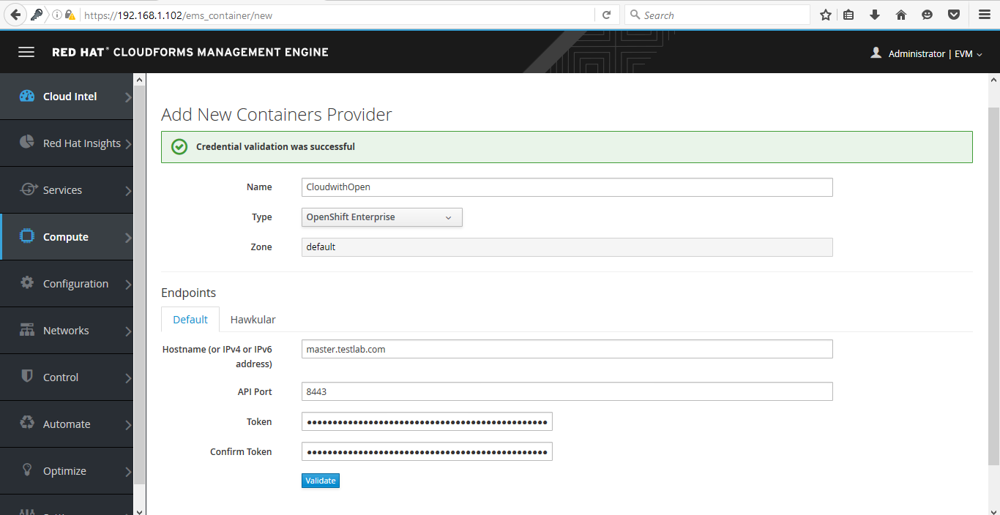 https://192.168.1.102/ems_container/new
Search
RED HAT® CLOUDFORMS MANAGEMENT ENGINE
Administrator | EVM
Cloud Intel
Red Hat Insights
Services
Compute
Configuration
Networks
Control
Automate
Optimize
Add New Containers Provider
Credential validation was successful
Name
CloudwithOpen
Type
OpenShift Enterprise
Zone
default
Endpoints
Default
Hawkular
Hostname (or IPv4 or IPv6
address)
master.testlab.com
API Port
8443
Token
Confirm Token
Validate